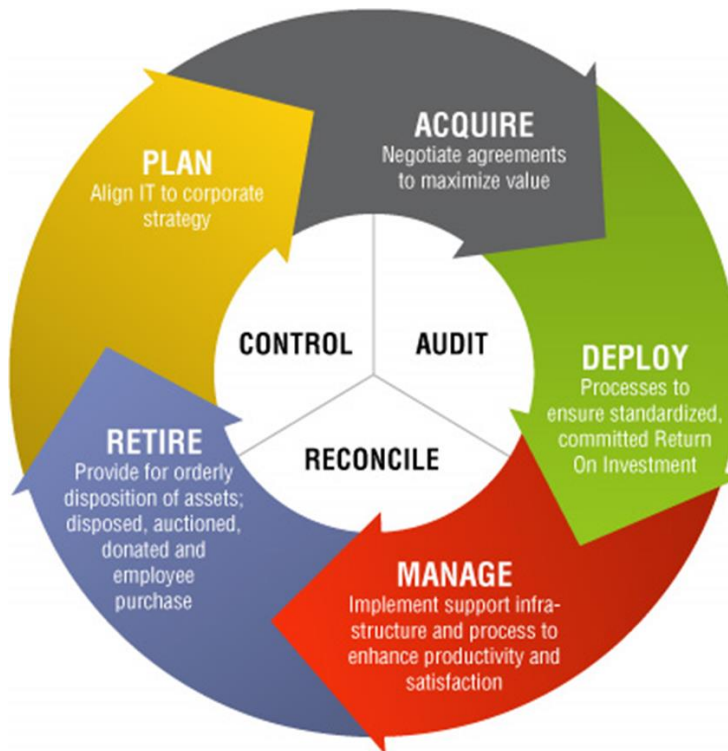 PLAN
Align IT to corporate
strategy
ACQUIRE
Negotiate agreements
to maximize value
DEPLOY
Processes to
ensure standardized,
committed Return
On Investment
MANAGE
Implement support infra-
structure and process to
enhance productivity and
satisfaction
RETIRE
Provide for orderly
disposition of assets;
disposed, auctioned,
donated and
employee
purchase
CONTROL
AUDIT
RECONCILE